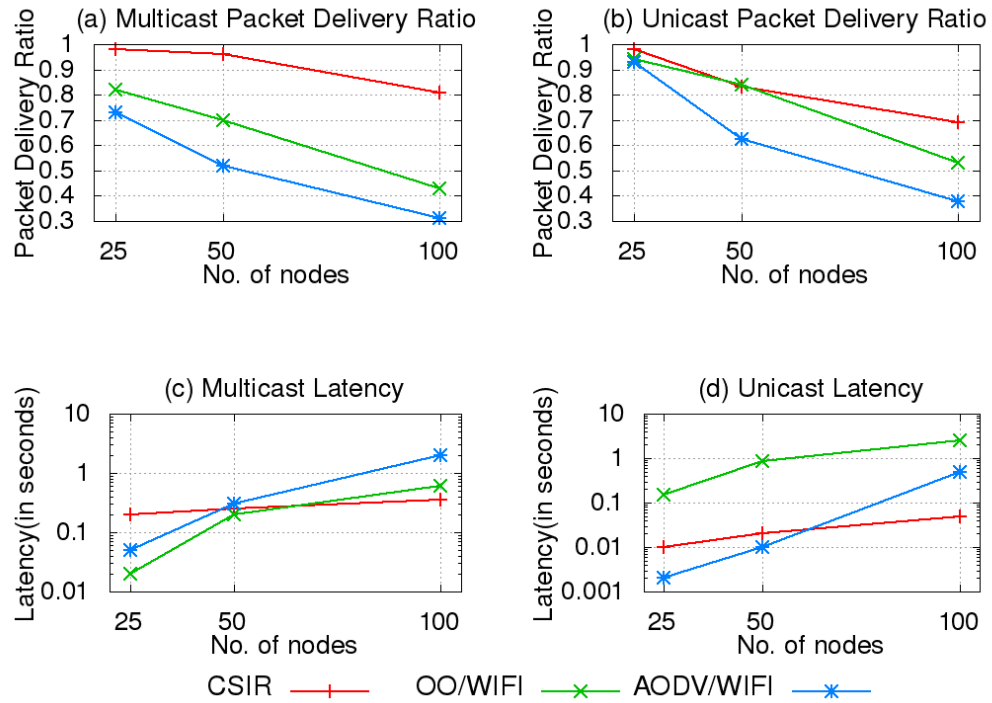 (a) Multicast Packet Delivery Ratio
Packet Delivery Ratio
1
0.9
0.8
0.7
0.6
0.5
0.4
0.3
25 50 100
No. of nodes
(b) Unicast Packet Delivery Ratio
Packet Delivery Ratio
1
0.9
0.8
0.7
0.6
0.5
0.4
0.3
25 50 100
No. of nodes
(c) Multicast Latency
Latency(in seconds)
10
1
0.1
0.01
25 50 100
No. of nodes
(d) Unicast Latency
Latency(in seconds)
10
1
0.1
0.01
0.001
25 50 100
No. of nodes
CSIR OO/WIFI AODV/WIFI